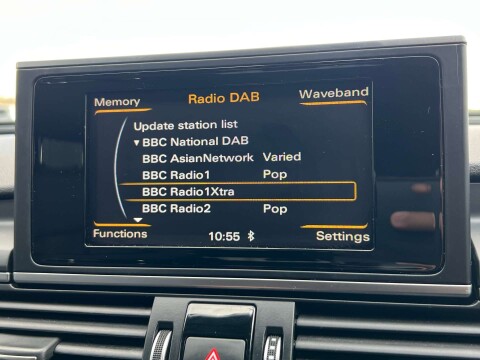 Memory Radio DAB Waveband
Update station list
▾ BBC National DAB
BBC AsianNetwork Varied
BBC Radio1 Pop
BBC Radio1Xtra
BBC Radio2 Pop
Functions 10:55 Settings